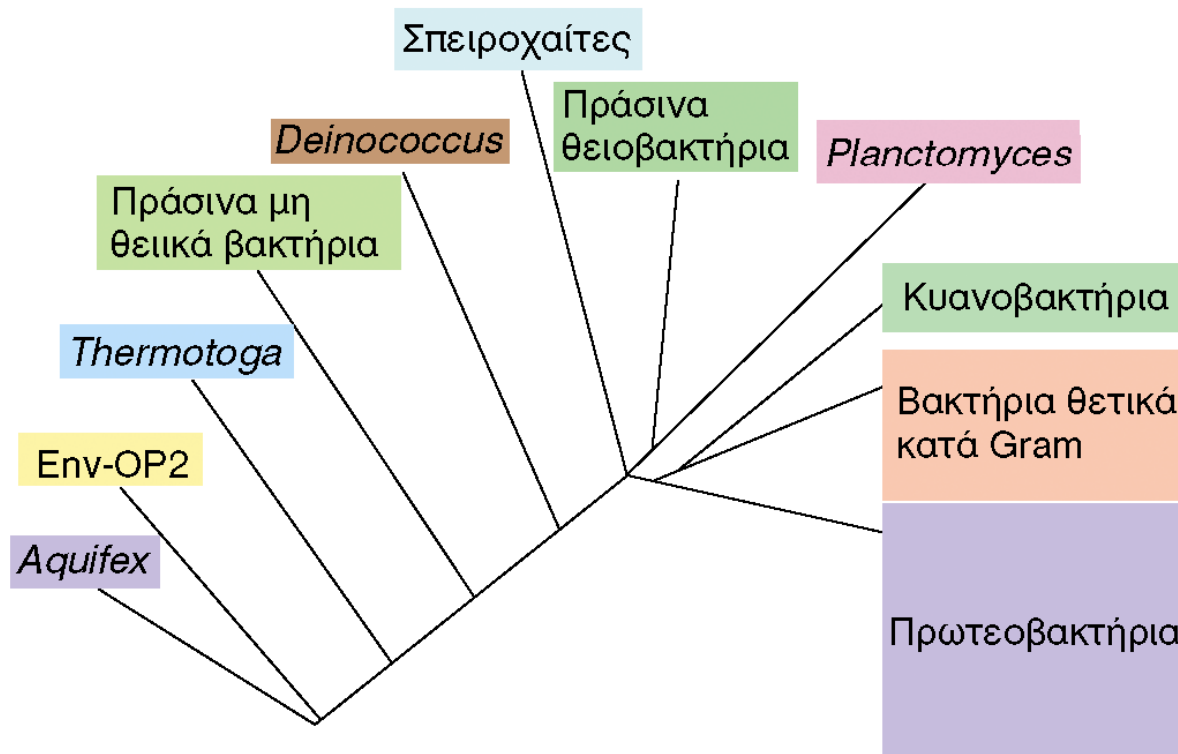 Σπειροχαίτες
Πράσινα
θειοβακτήρια
Deinococcus
Planctomyces
Πράσινα μη
θειικά βακτήρια
Κυανοβακτήρια
Thermotoga
Βακτήρια θετικά
κατά Gram
Env-OP2
Aquifex
Πρωτεοβακτήρια